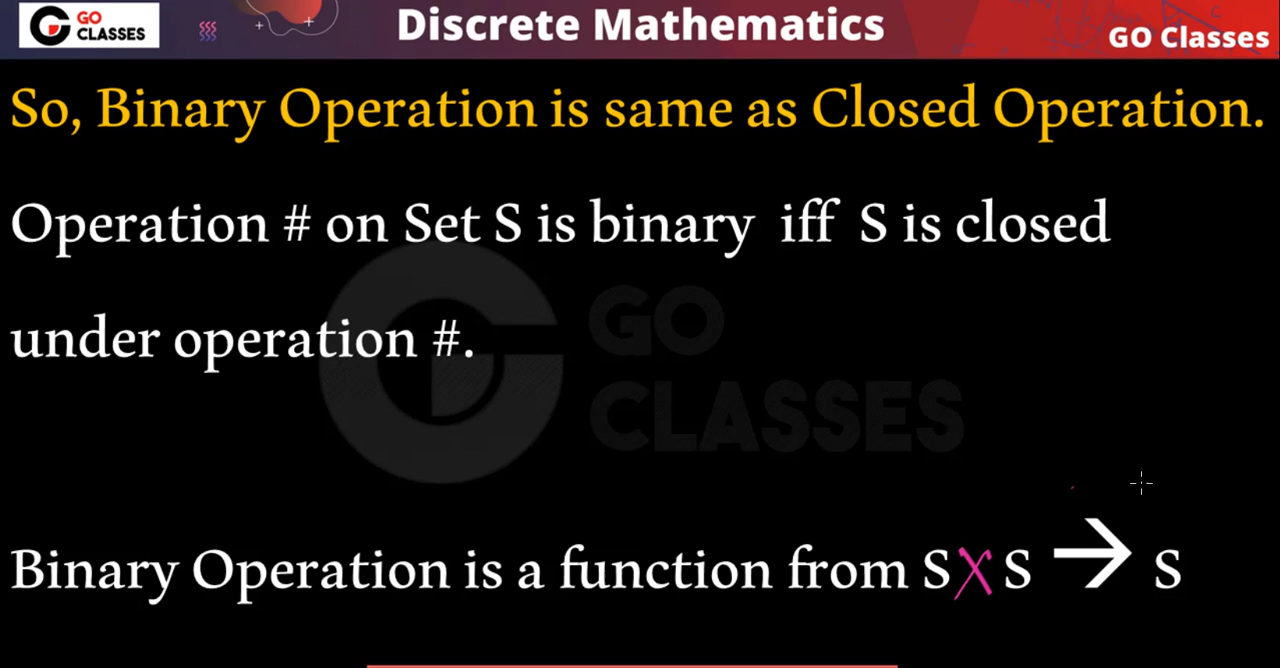 GO
CLASSES
Discrete Mathematics
GO Classes
So, Binary Operation is same as Closed Operation.
Operation # on Set S is binary iff S is closed
under operation #.
GO
CLASSES
Binary Operation is a function from S X S → S